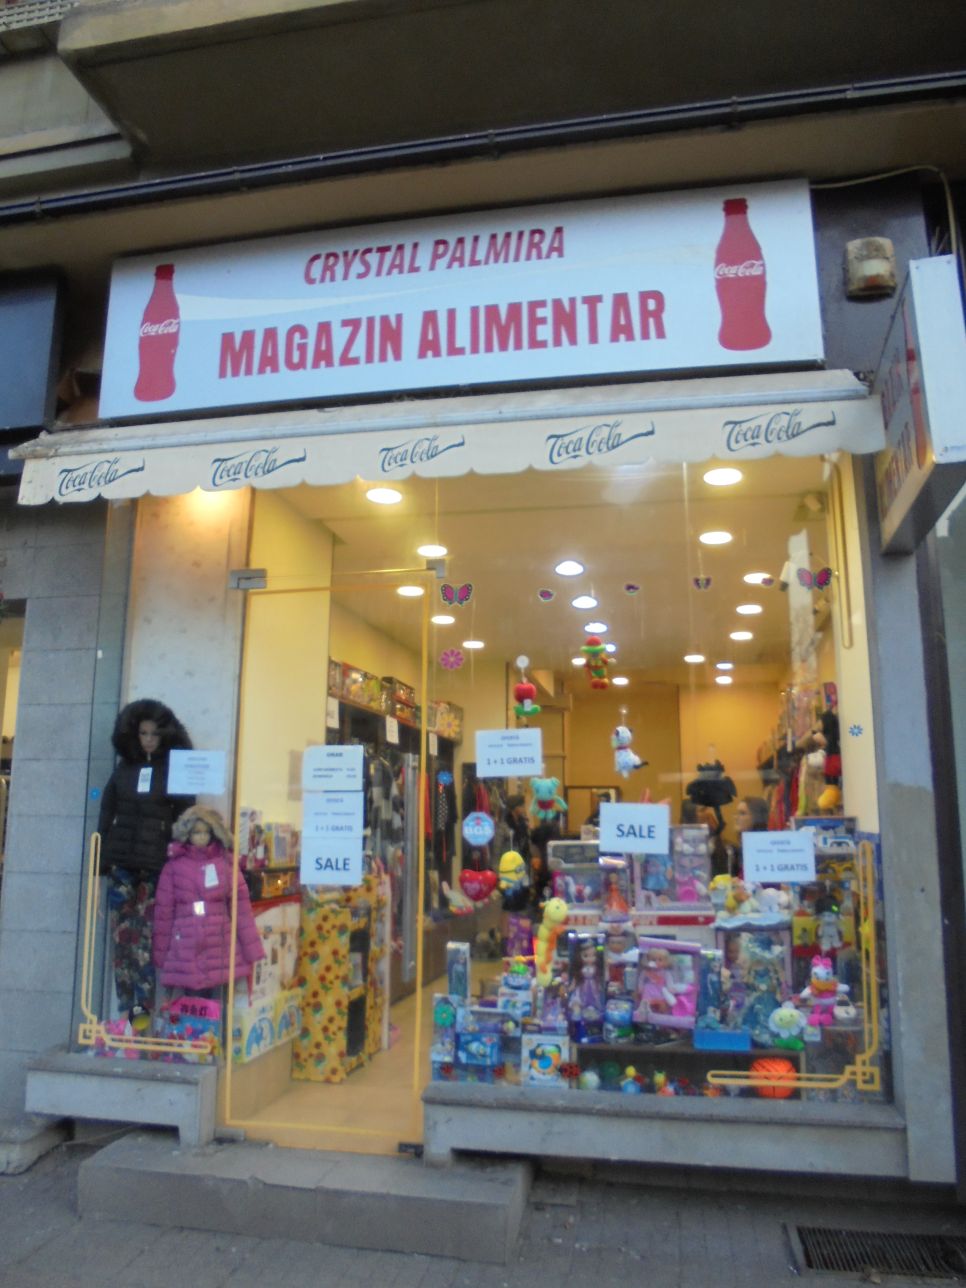 CRYSTAL PALMIRA
MAGAZIN ALIMENTAR
Coca-Cola
Coca-Cola
Coca-Cola
Coca-Cola
Coca-Cola
Coca-Cola
Coca-Cola
ALIMENTAR
1 + 1 GRATIS
1 + 1 GRATIS
SALE
SALE
1 + 1 GRATIS